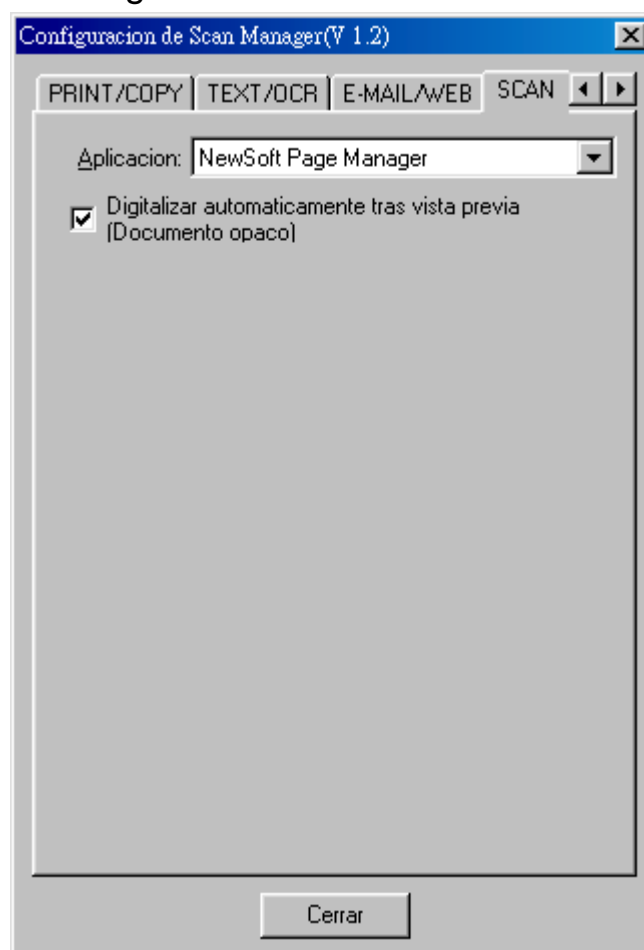 Configuracion de Scan Manager(V 1.2)
PRINT/COPY TEXT/OCR E-MAIL/WEB SCAN
Aplicacion: NewSoft Page Manager
Digitalizar automaticamente tras vista previa
(Documento opaco)
Cerrar